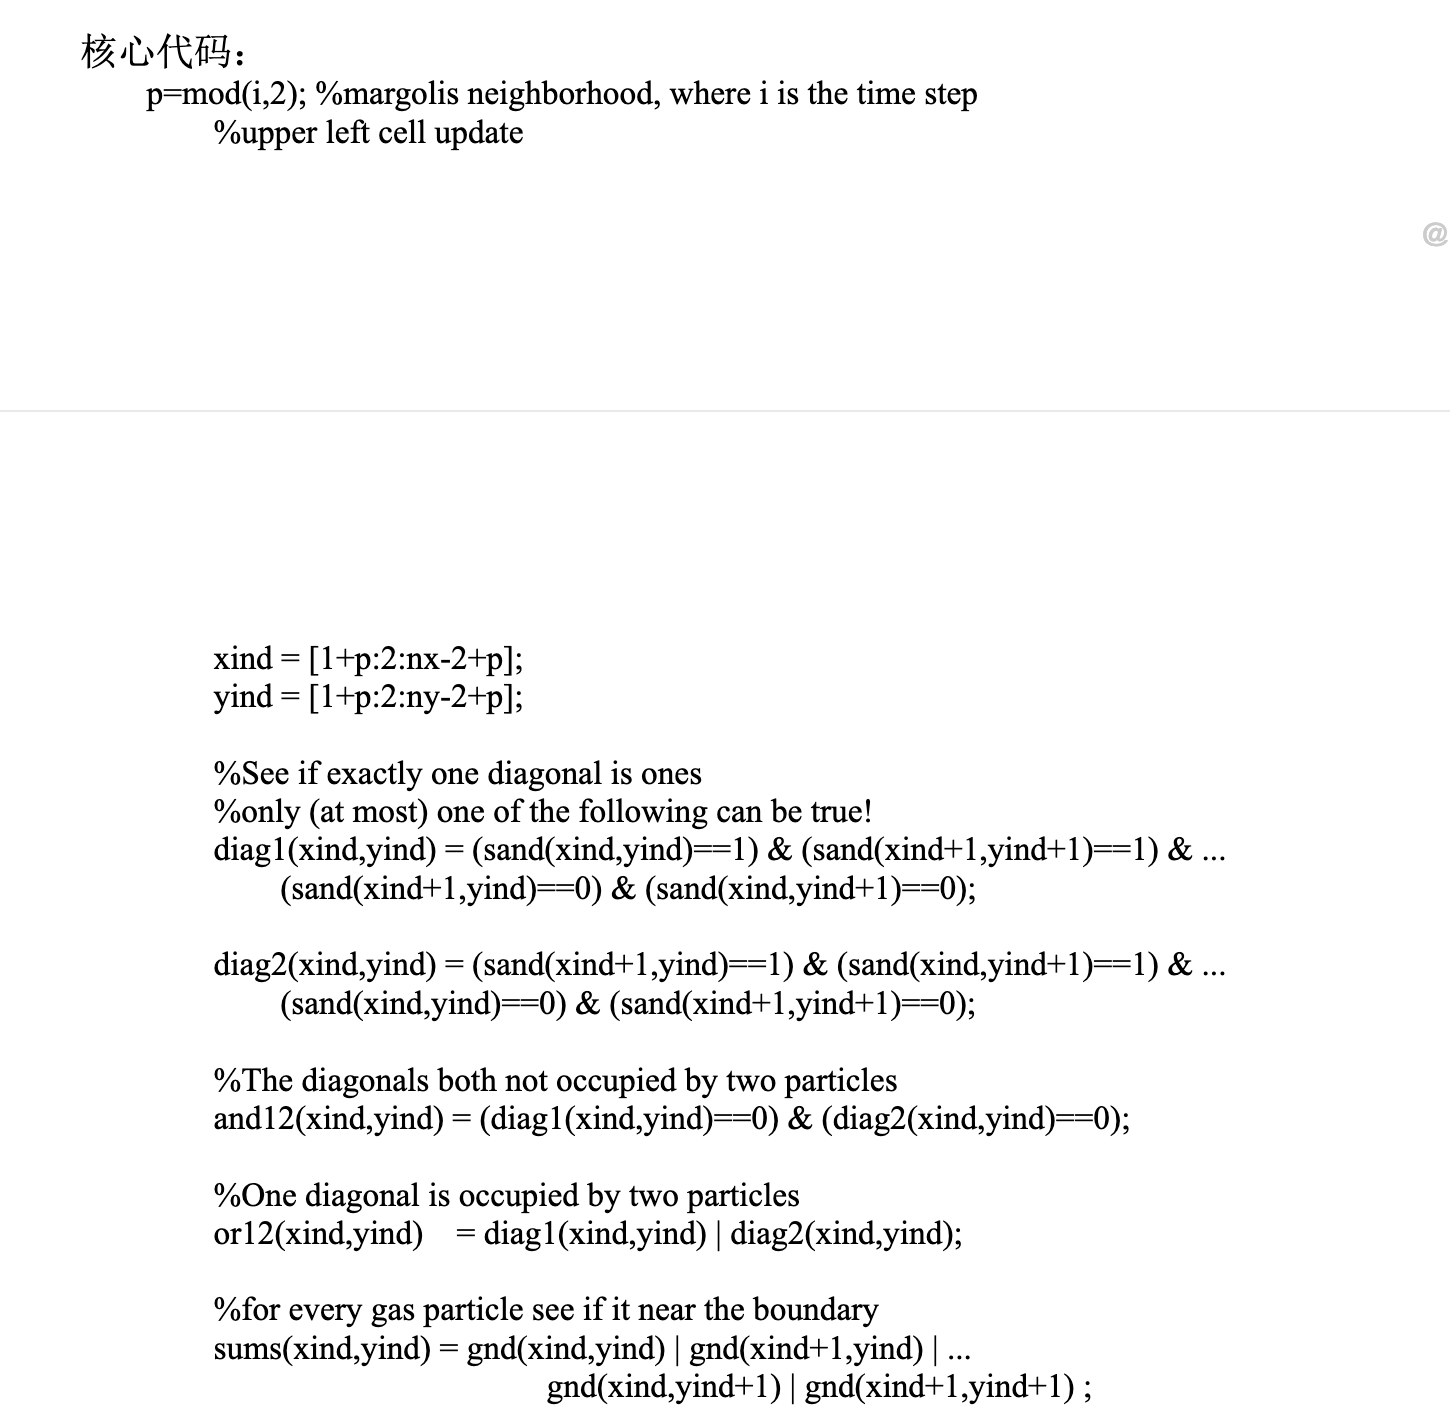 核心代码：
p=mod(i,2); %margolis neighborhood, where i is the time step
%upper left cell update
@
xind = [1+p:2:nx-2+p];
yind = [1+p:2:ny-2+p];
%See if exactly one diagonal is ones
%only (at most) one of the following can be true!
diag1(xind,yind) = (sand(xind,yind)==1) & (sand(xind+1,yind+1)==1) & ...
(sand(xind+1,yind)==0) & (sand(xind,yind+1)==0);
diag2(xind,yind) = (sand(xind+1,yind)==1) & (sand(xind,yind+1)==1) & ...
(sand(xind,yind)==0) & (sand(xind+1,yind+1)==0);
%The diagonals both not occupied by two particles
and12(xind,yind) = (diag1(xind,yind)==0) & (diag2(xind,yind)==0);
%One diagonal is occupied by two particles
or12(xind,yind) = diag1(xind,yind) | diag2(xind,yind);
%for every gas particle see if it near the boundary
sums(xind,yind) = gnd(xind,yind) | gnd(xind+1,yind) | ...
gnd(xind,yind+1) | gnd(xind+1,yind+1) ;